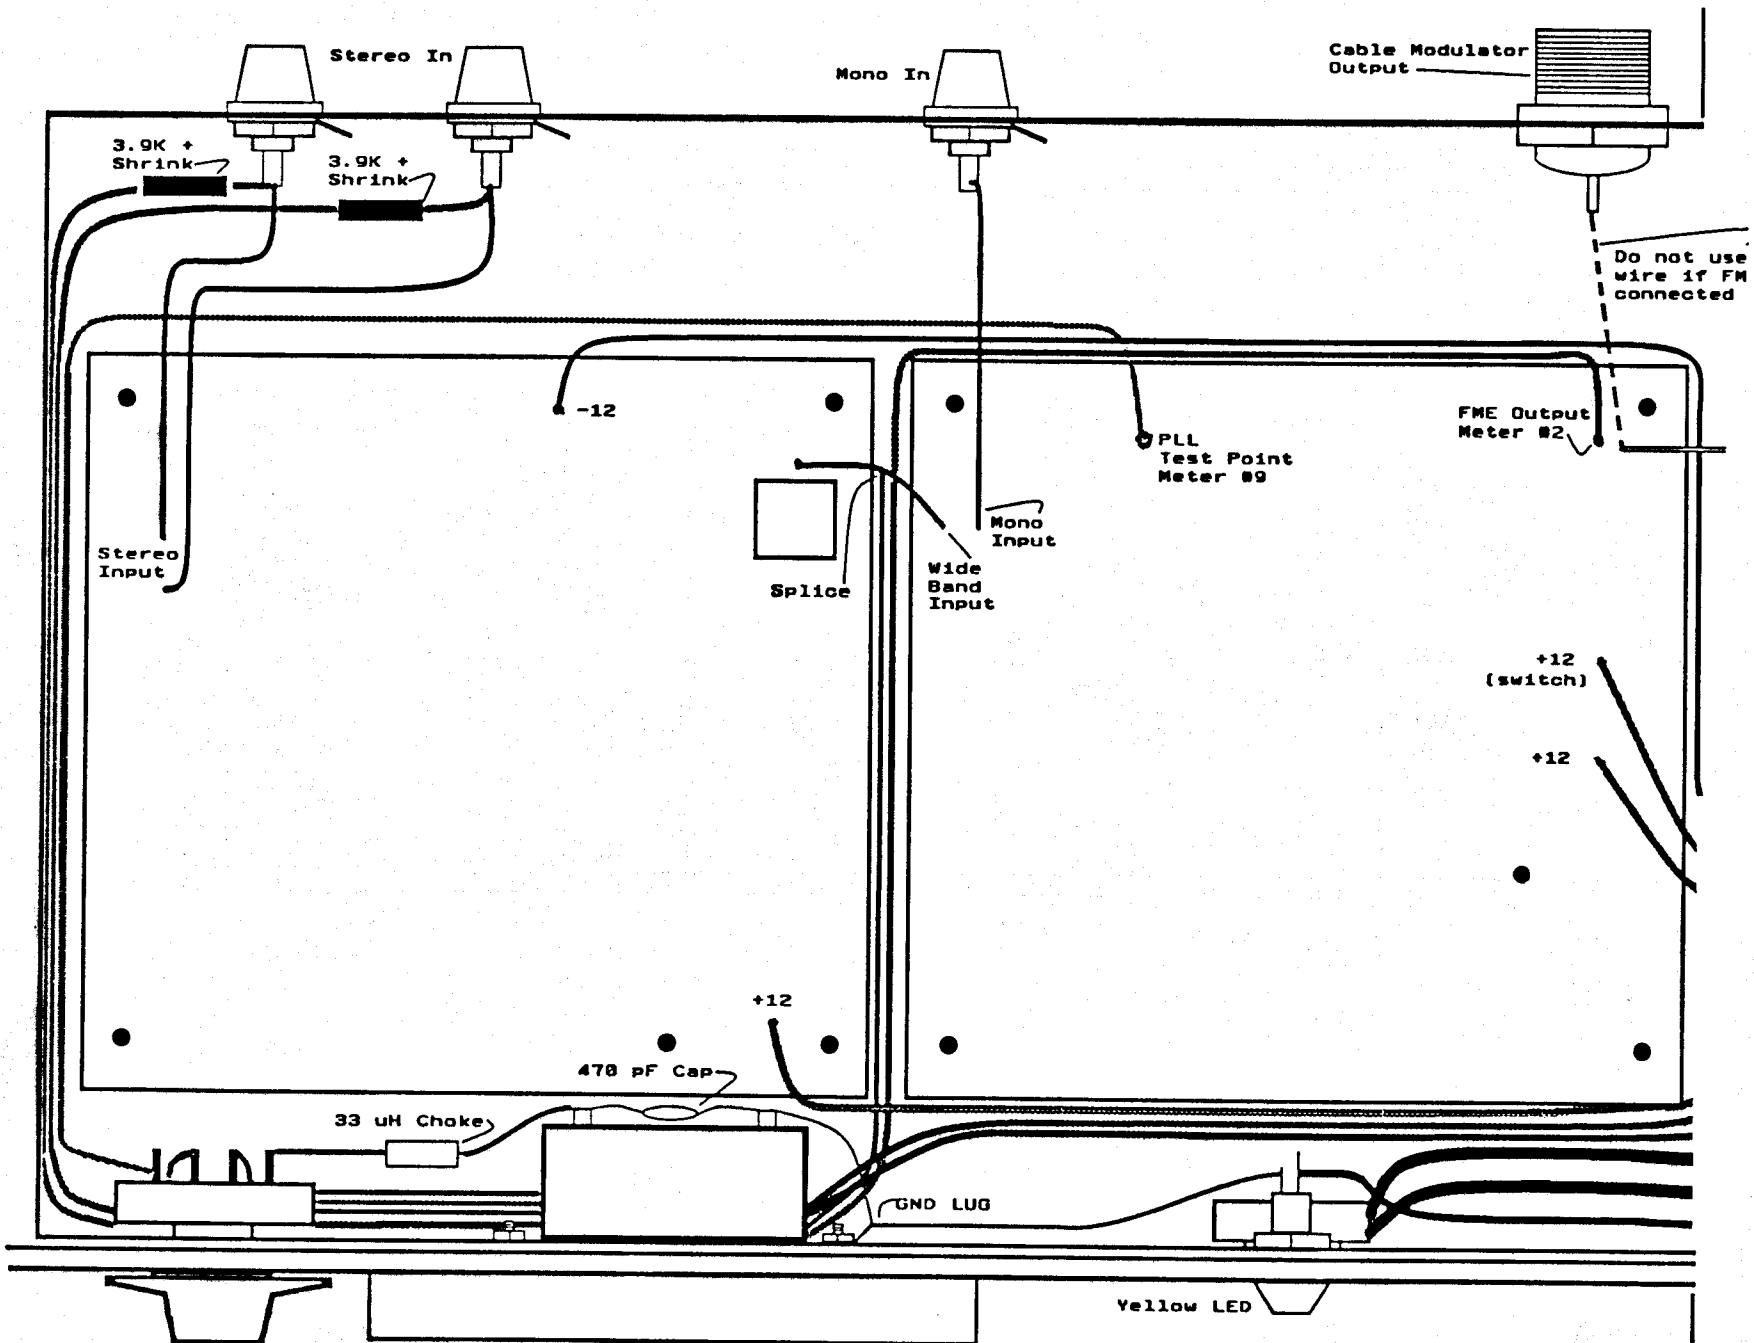 Stereo In
Mono In
Cable Modulator
Output
3.9K +
Shrink
3.9K +
Shrink
Do not use
wire if FM
connected
-12
FME Output
Meter #2
PLL
Test Point
Meter #9
Mono
Input
Stereo
Input
Wide
Band
Input
Splice
+12
(switch)
+12
+12
470 pF Cap
33 uH Choke
GND LUG
Yellow LED